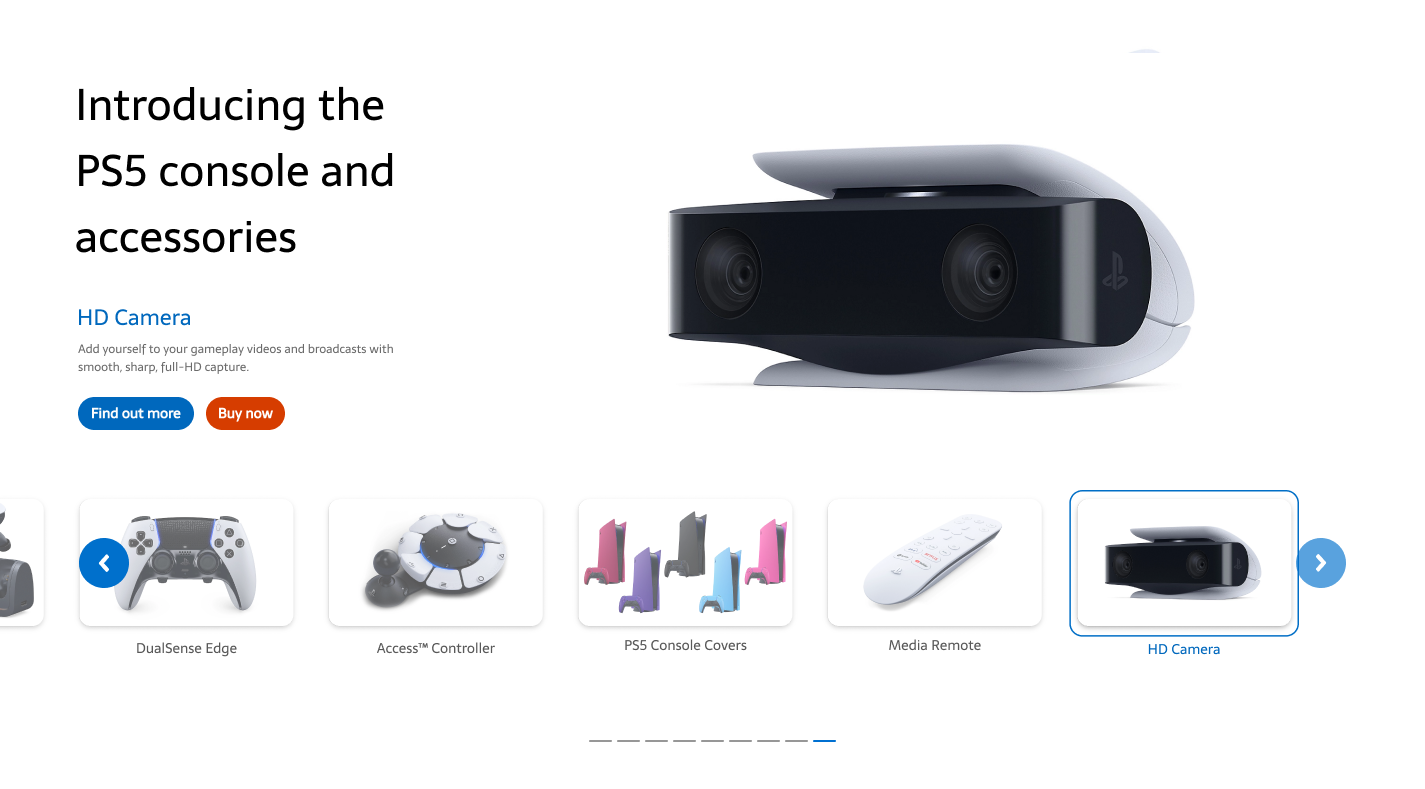 Introducing the
PS5 console and
accessories
HD Camera
Add yourself to your gameplay videos and broadcasts with
smooth, sharp, full-HD capture.
Find out more
Buy now
DualSense Edge
Access™ Controller
PS5 Console Covers
Media Remote
HD Camera